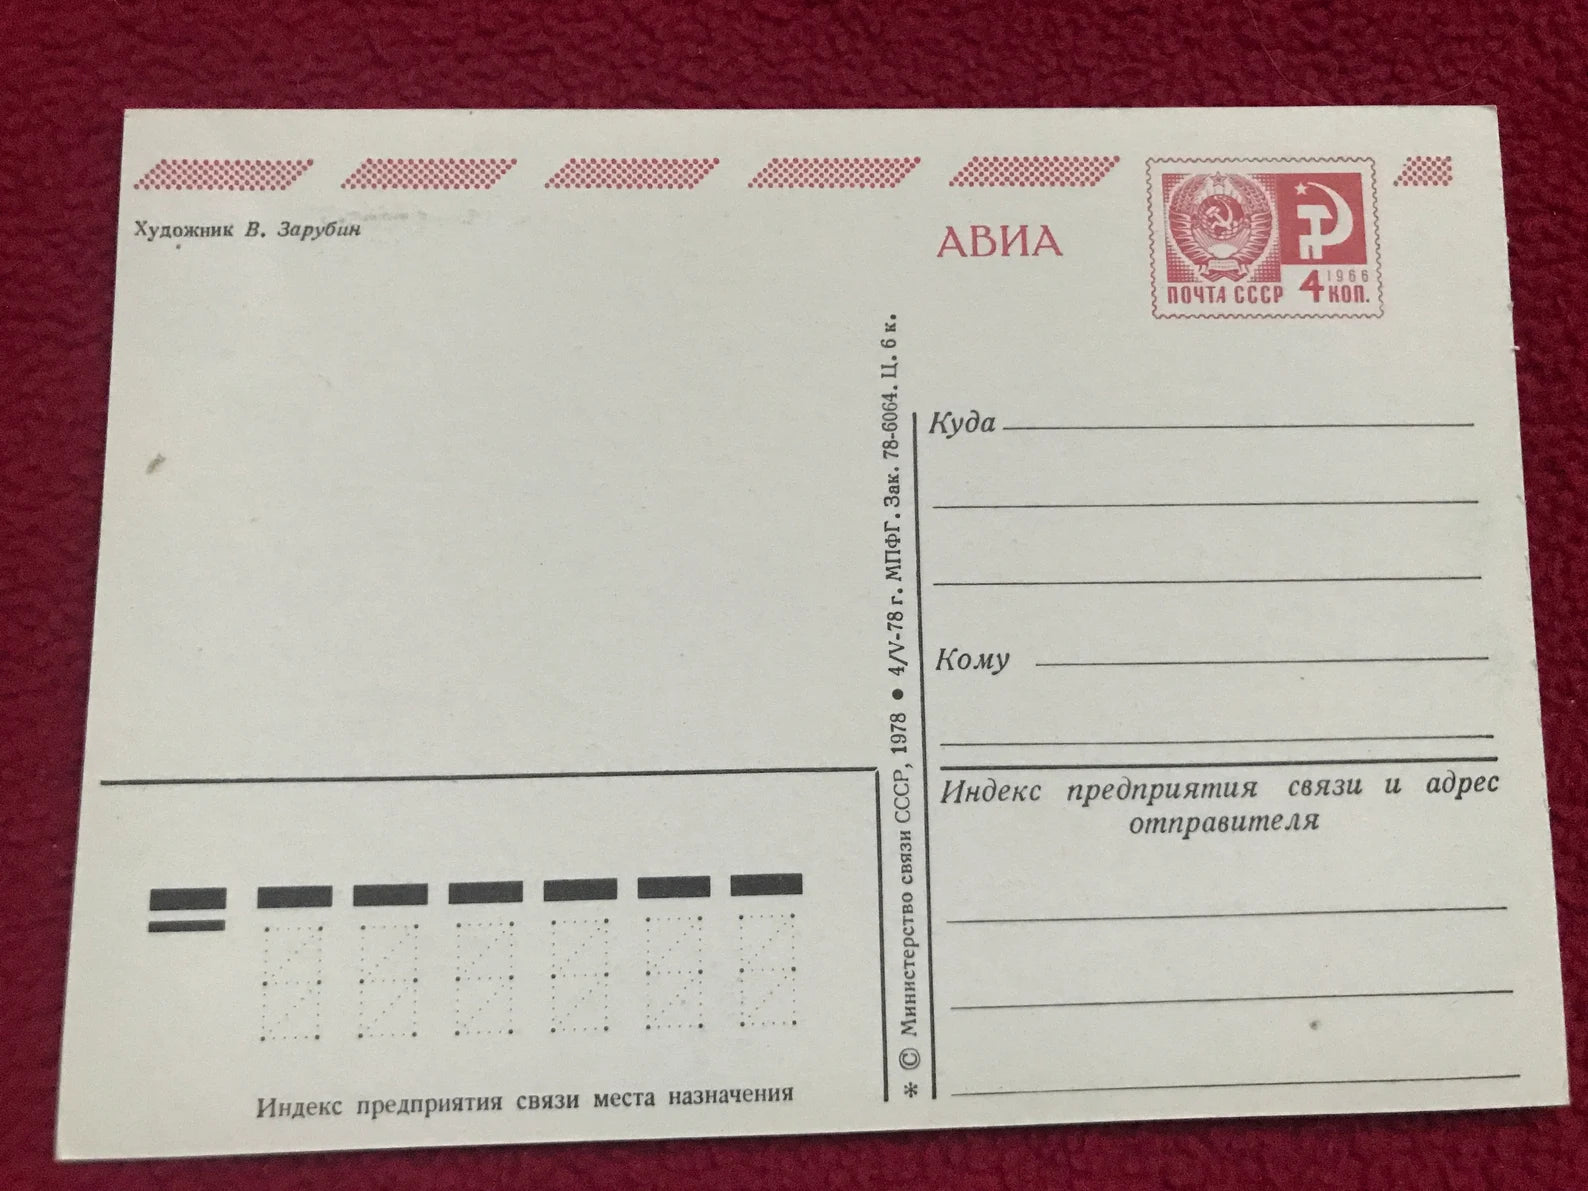 Художник В. Зарубин
АВИА
1966
ПОЧТА СССР 4 КОП.
Куда
Кому
Индекс предприятия связи и адрес
отправителя
* © Министерство связи СССР, 1978 ● 4/V-78 г. МПФГ. Зак. 78-6064. Ц. 6 к.
Индекс предприятия связи места назначения